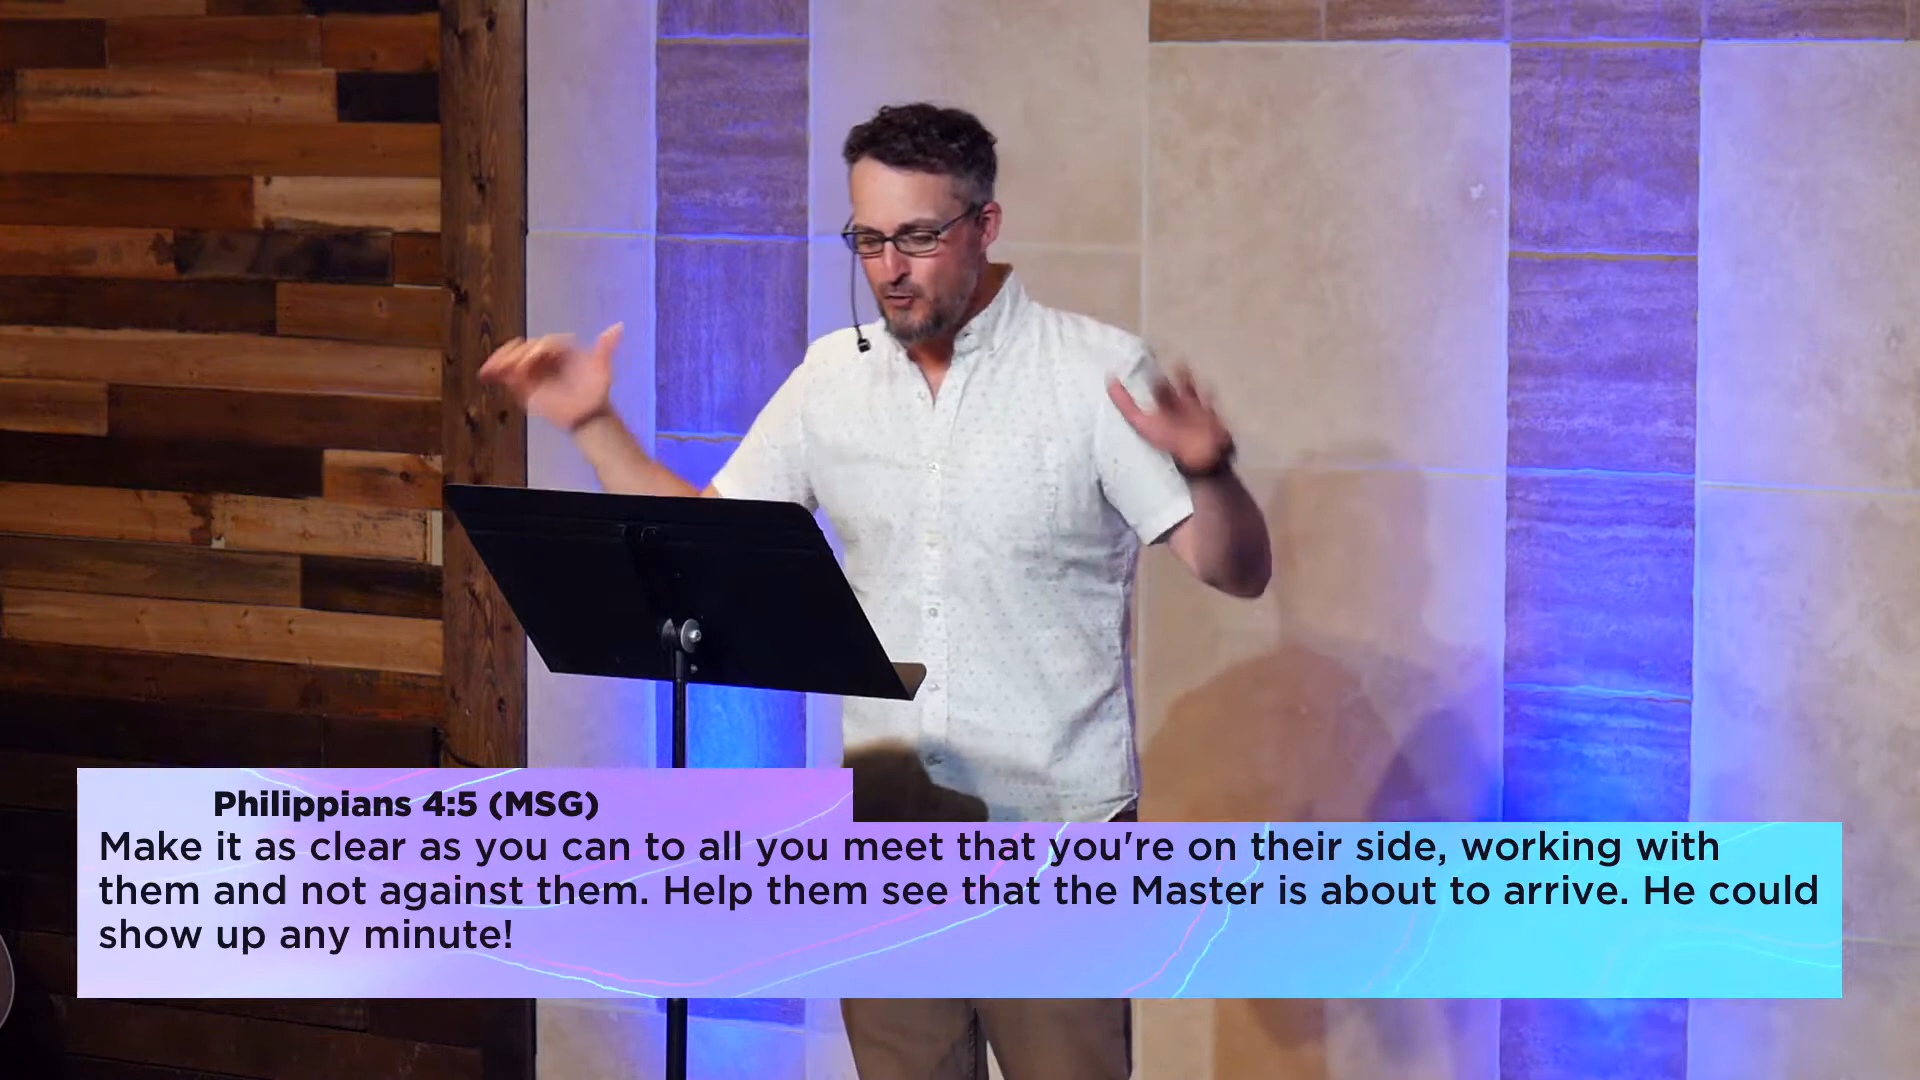 Philippians 4:5 (MSG)
Make it as clear as you can to all you meet that you're on their side, working with
them and not against them. Help them see that the Master is about to arrive. He could
show up any minute!